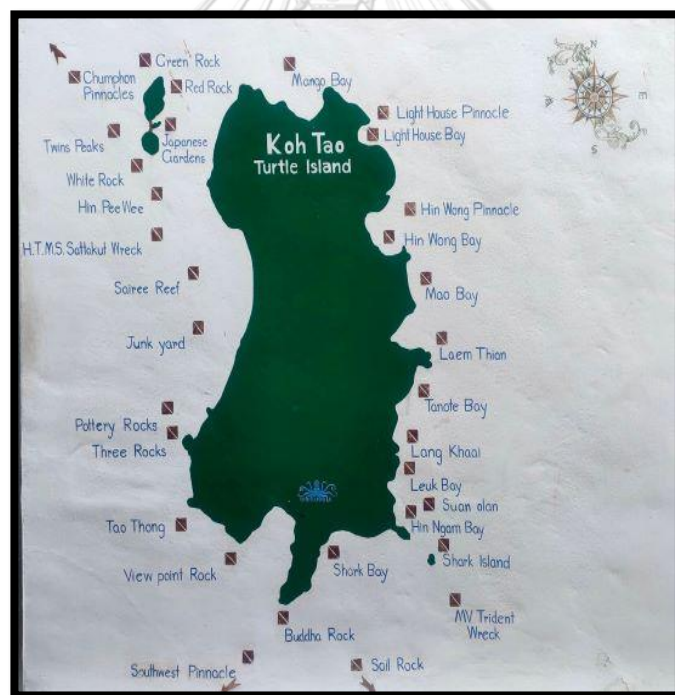 Green Rock
Mango Bay
Chumphon
Pinnacles
Red Rock
N
Light House Pinnacle
Light House Bay
Twins Peaks
Japanese
Gardens
Koh Tao
Turtle Island
S
White Rock
Hin Pee Wee
Hin Wong Pinnacle
H.T.M.S. Sattakut Wreck
Hin Wong Bay
Sairee Reef
Mao Bay
Junk yard
Laem Thian
Tanote Bay
Pottery Rocks
Three Rocks
Lang Khaai
Leuk Bay
Suan olan
Tao Thong
Hin Ngam Bay
View point Rock
Shark Bay
Shark Island
MV Trident
Wreck
Buddha Rock
Southwest Pinnacle
Sail Rock